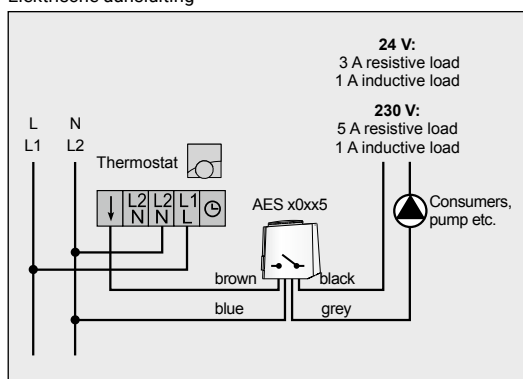 Elektrische aansluiting
24 V:
3 A resistive load
1 A inductive load
230 V:
5 A resistive load
1 A inductive load
L N
L1 L2
Thermostat
L2 L2 L1
N N L
AES x0xx5
Consumers,
pump etc.
brown black
blue grey